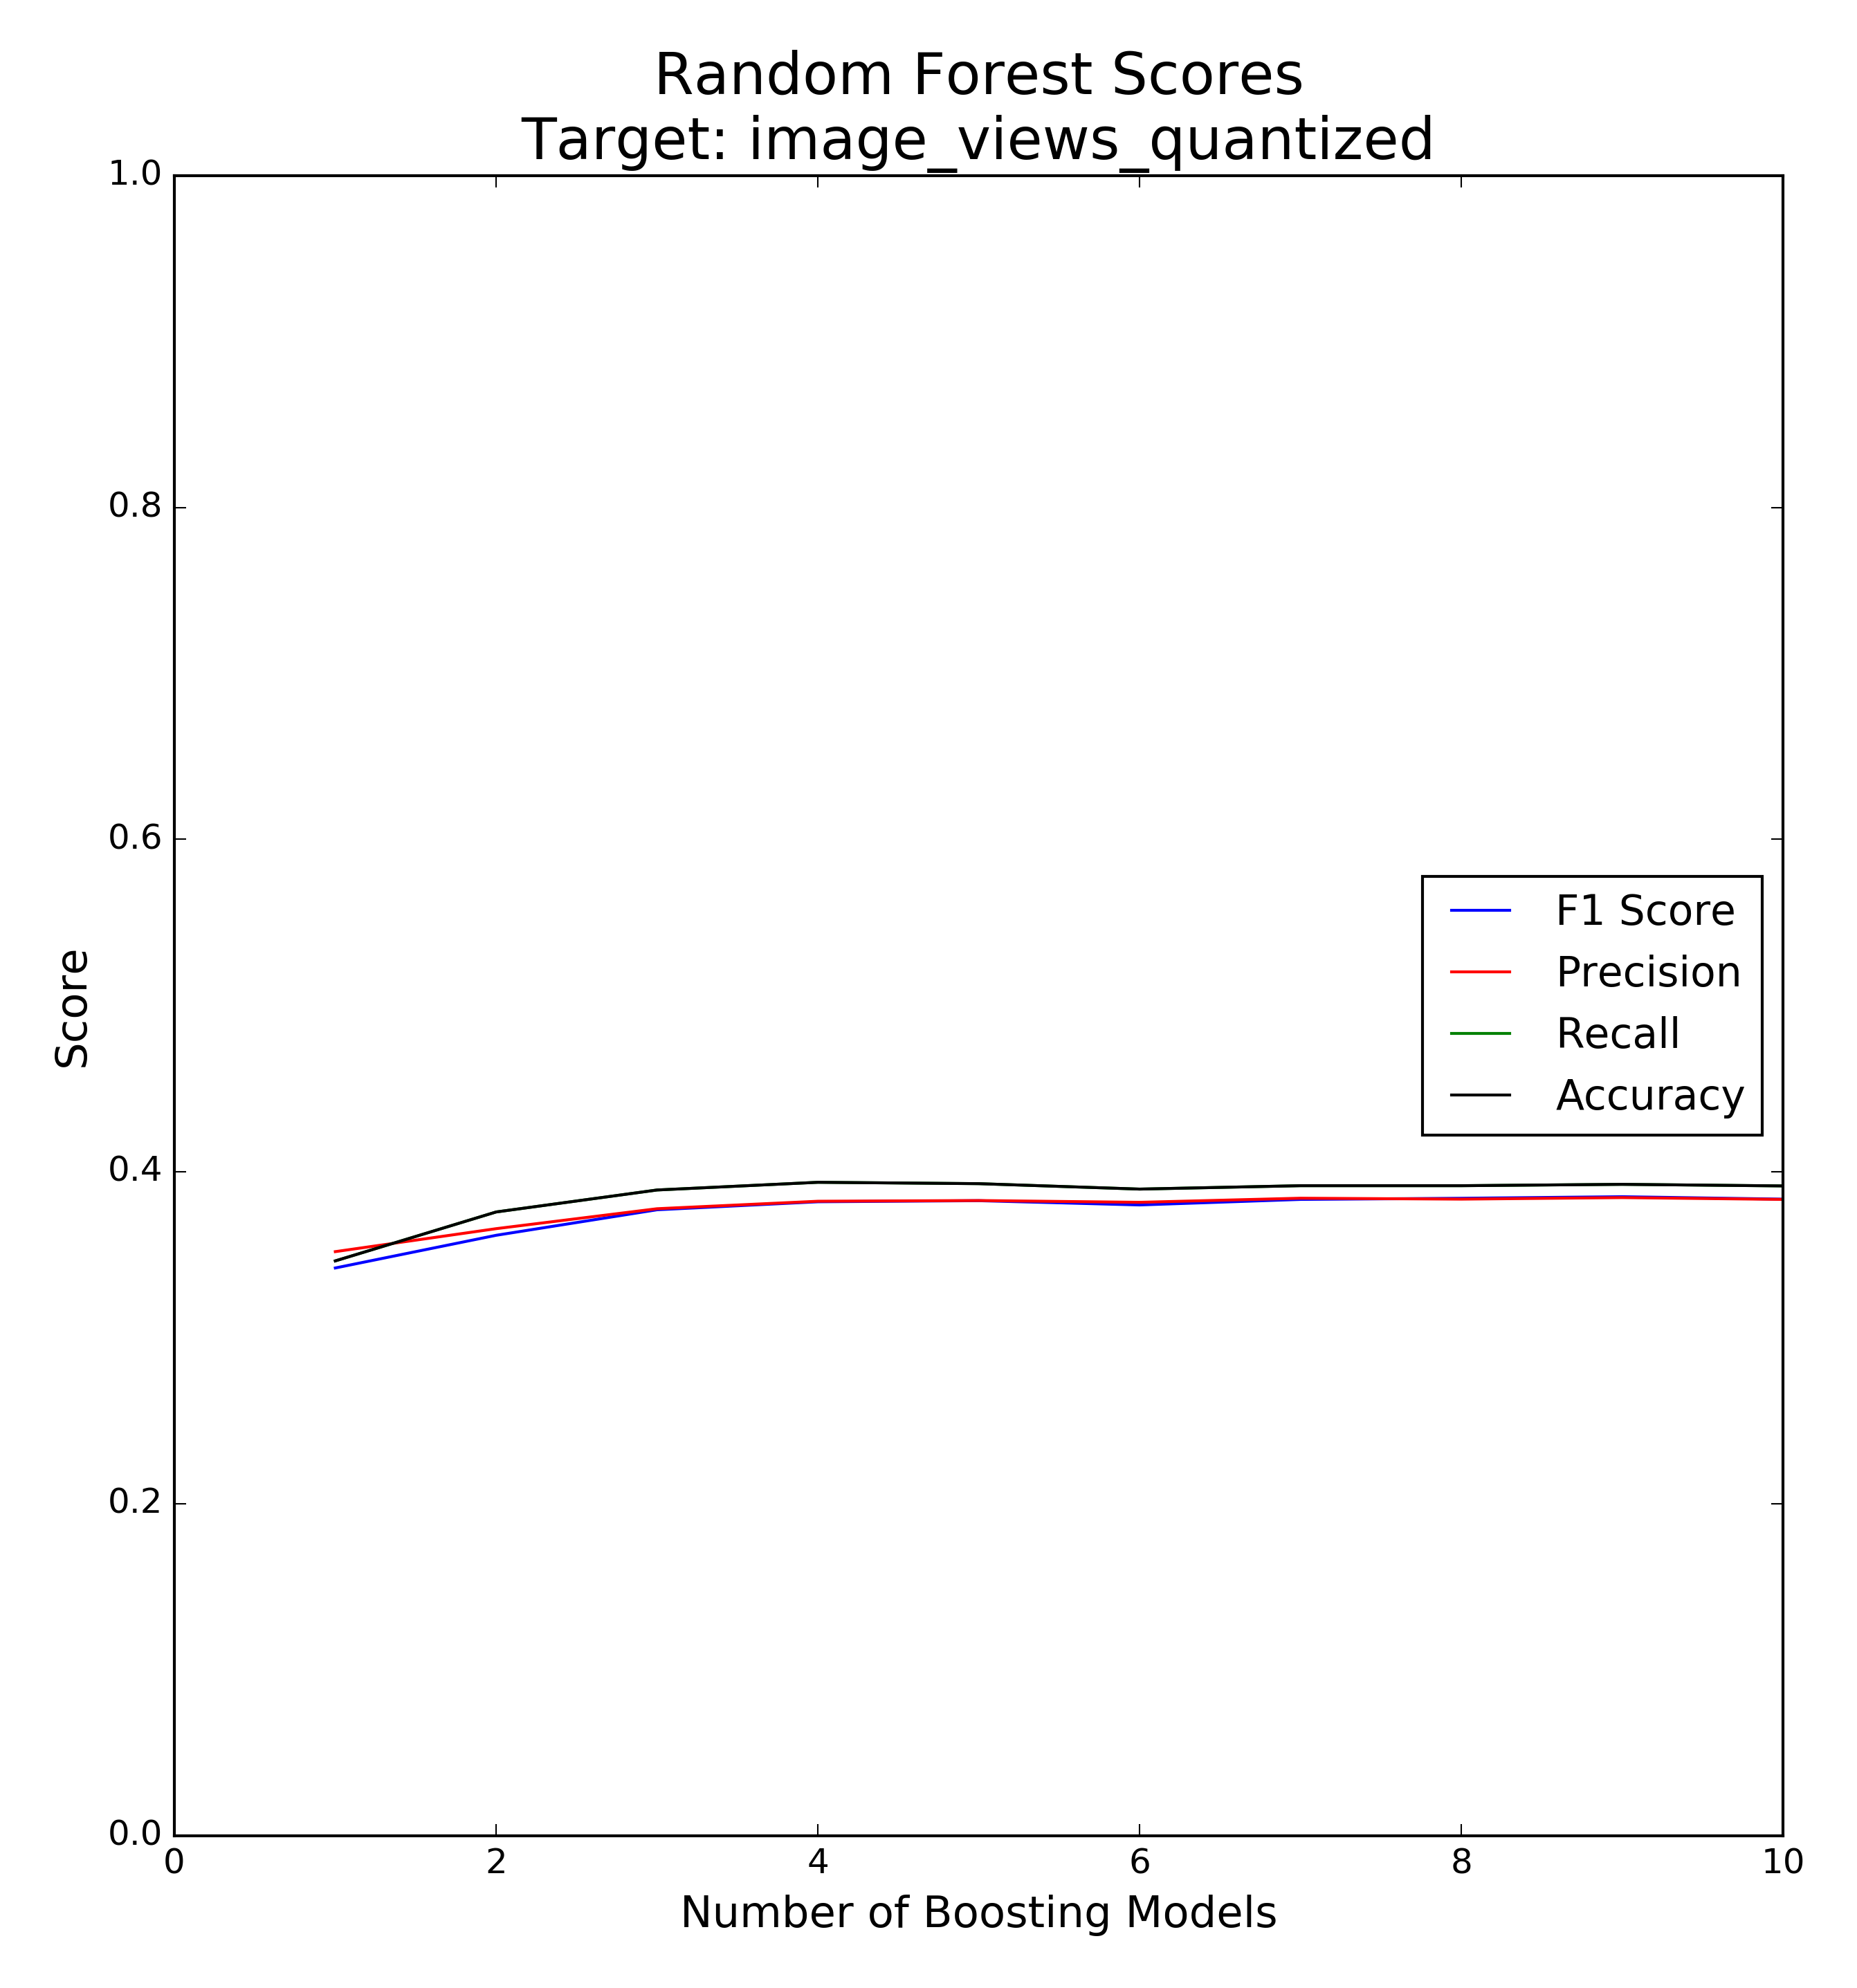 Random Forest Scores
Target: image_views_quantized
1.0
0.8
0.6
0.4
0.2
0.0
Score
F1 Score
Precision
Recall
Accuracy
0 2 4 6 8 10
Number of Boosting Models